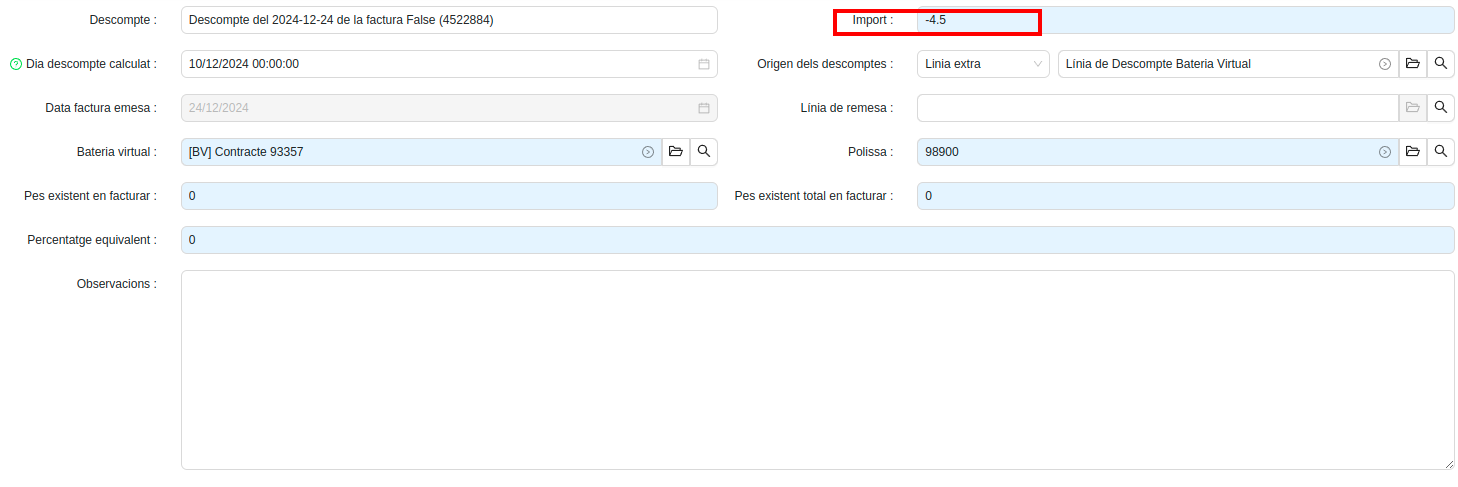 Descompte : Descompte del 2024-12-24 de la factura False (4522884) Import : -4.5
Dia descompte calculat : 10/12/2024 00:00:00 Origen dels descomptes : Linia extra Línia de Descompte Bateria Virtual
Data factura emesa : 24/12/2024 Línia de remesa :
Bateria virtual : [BV] Contracte 93357 Polissa : 98900
Pes existent en facturar : 0 Pes existent total en facturar : 0
Percentatge equivalent : 0
Observacions :